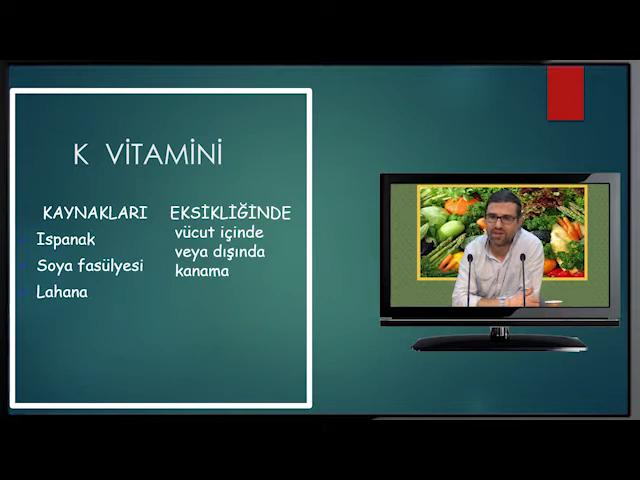 K VİTAMİNİ
KAYNAKLARI
Ispanak
Soya fasülyesi
Lahana
EKSİKLİĞİNDE
vücut içinde
veya dışında
kanama